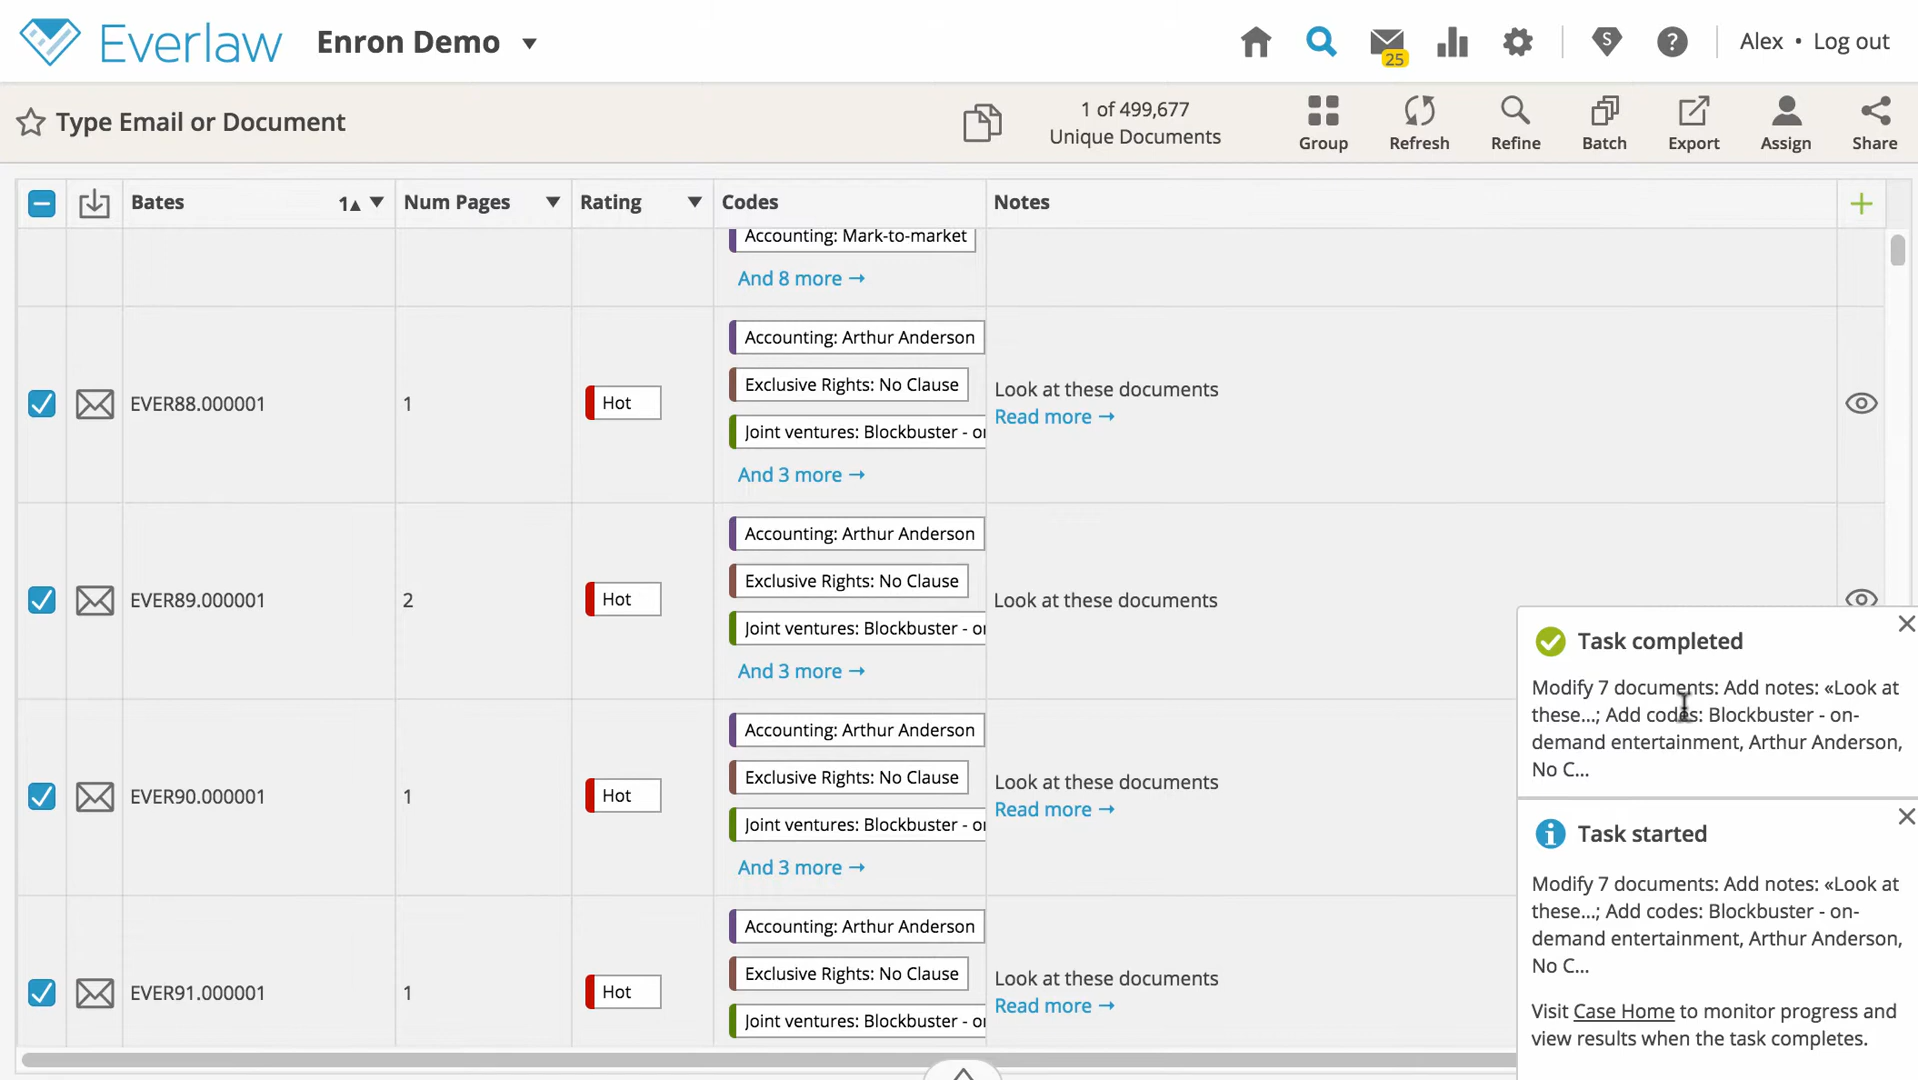 Everlaw
Enron Demo
25
S
?
Alex • Log out
Type Email or Document
1 of 499,677
Unique Documents
Group
Refresh
Refine
Batch
Export
Assign
Share
Bates
1
Num Pages
Rating
Codes
Notes
Accounting: Mark-to-market
And 8 more →
EVER88.000001
1
Hot
Accounting: Arthur Anderson
Exclusive Rights: No Clause
Joint ventures: Blockbuster - o
And 3 more →
Look at these documents
Read more →
EVER89.000001
2
Hot
Accounting: Arthur Anderson
Exclusive Rights: No Clause
Joint ventures: Blockbuster - o
And 3 more →
Look at these documents
EVER90.000001
1
Hot
Accounting: Arthur Anderson
Exclusive Rights: No Clause
Joint ventures: Blockbuster - o
And 3 more →
Look at these documents
Read more →
EVER91.000001
1
Hot
Accounting: Arthur Anderson
Exclusive Rights: No Clause
Joint ventures: Blockbuster - o
Look at these documents
Read more →
Task completed
Modify 7 documents: Add notes: «Look at
these...; Add codes: Blockbuster - on-
demand entertainment, Arthur Anderson,
No C...
Task started
Modify 7 documents: Add notes: «Look at
these...; Add codes: Blockbuster - on-
demand entertainment, Arthur Anderson,
No C...
Visit Case Home to monitor progress and
view results when the task completes.